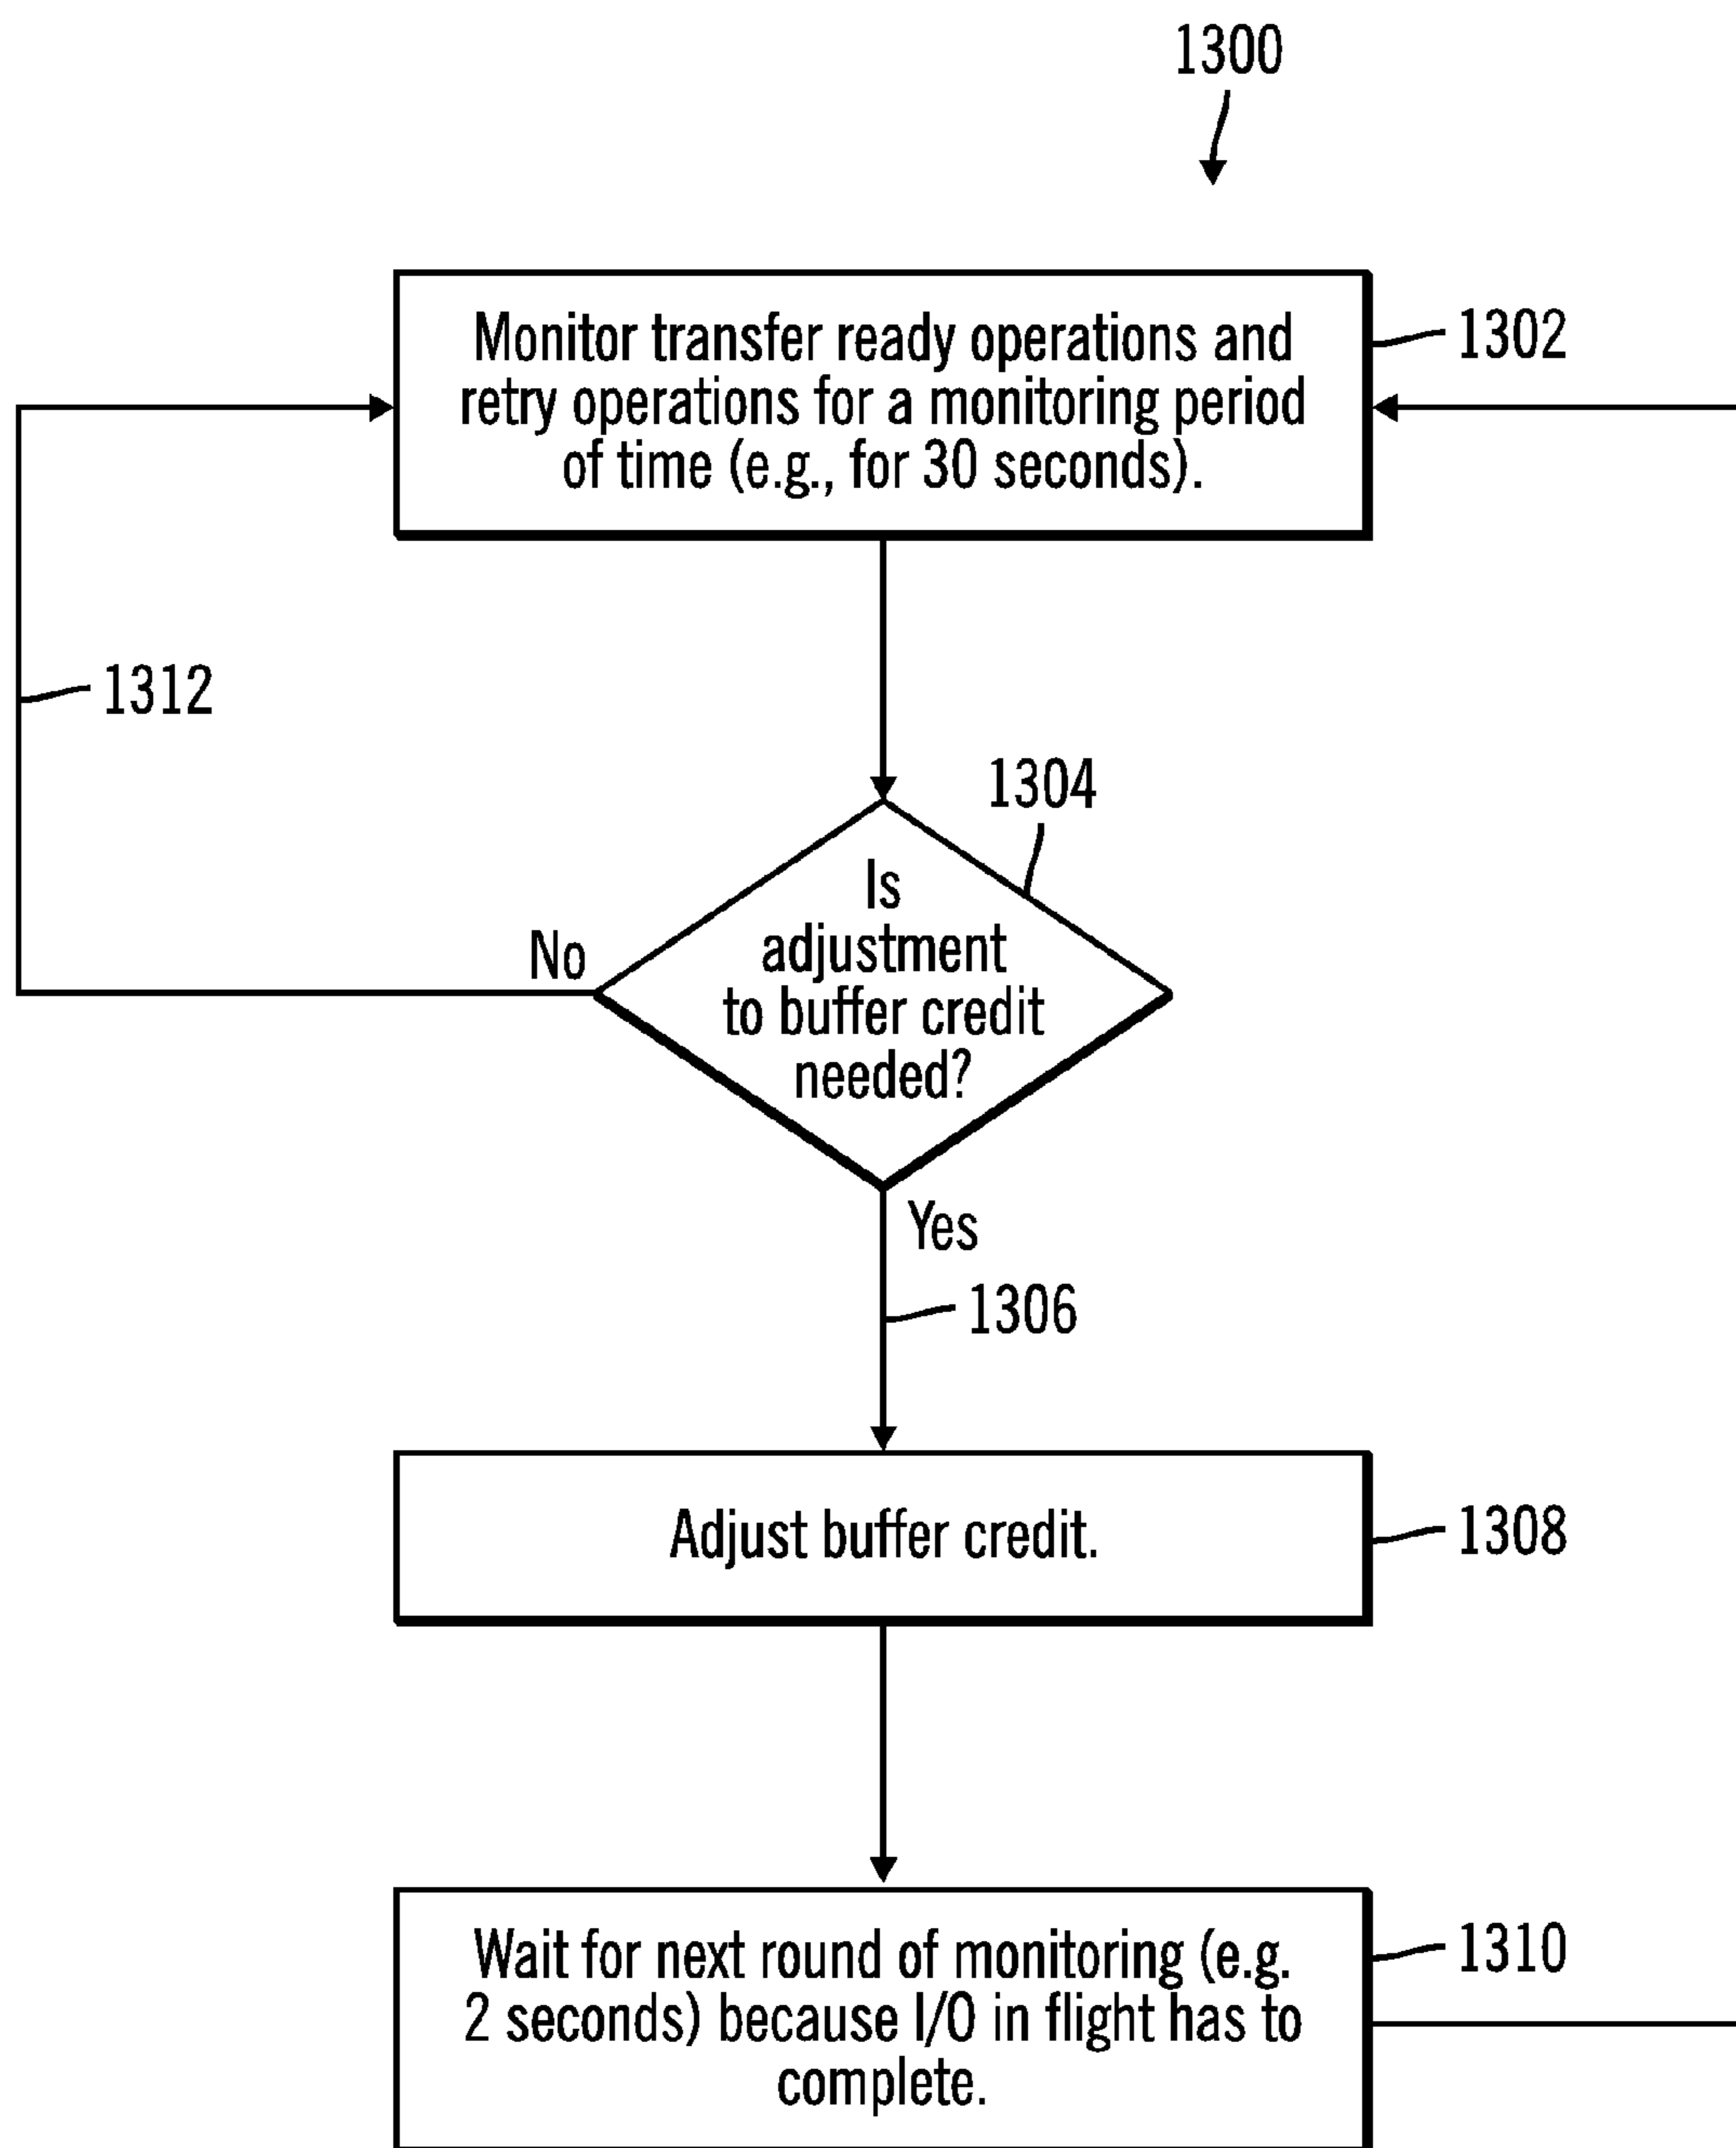 1300
Monitor transfer ready operations and
retry operations for a monitoring period
of time (e.g., for 30 seconds).
1302
1312
1304
Is
adjustment
to buffer credit
needed?
No
Yes
1306
Adjust buffer credit.
1308
Wait for next round of monitoring (e.g.
2 seconds) because I/O in flight has to
complete.
1310